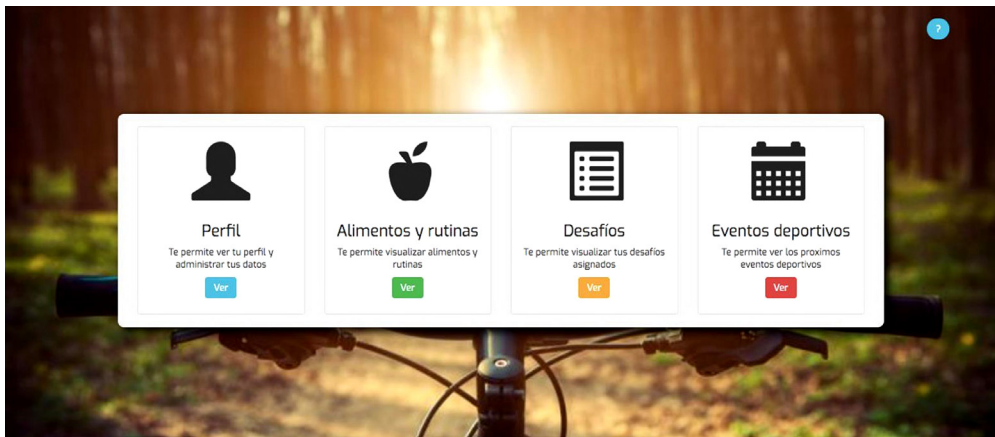 ?
Perfil
Te permite ver tu perfil y
administrar tus datos
Ver
Alimentos y rutinas
Te permite visualizar alimentos y
rutinas
Ver
Desafíos
Te permite visualizar tus desafíos
asignados
Ver
Eventos deportivos
Te permite ver los proximos
eventos deportivos
Ver